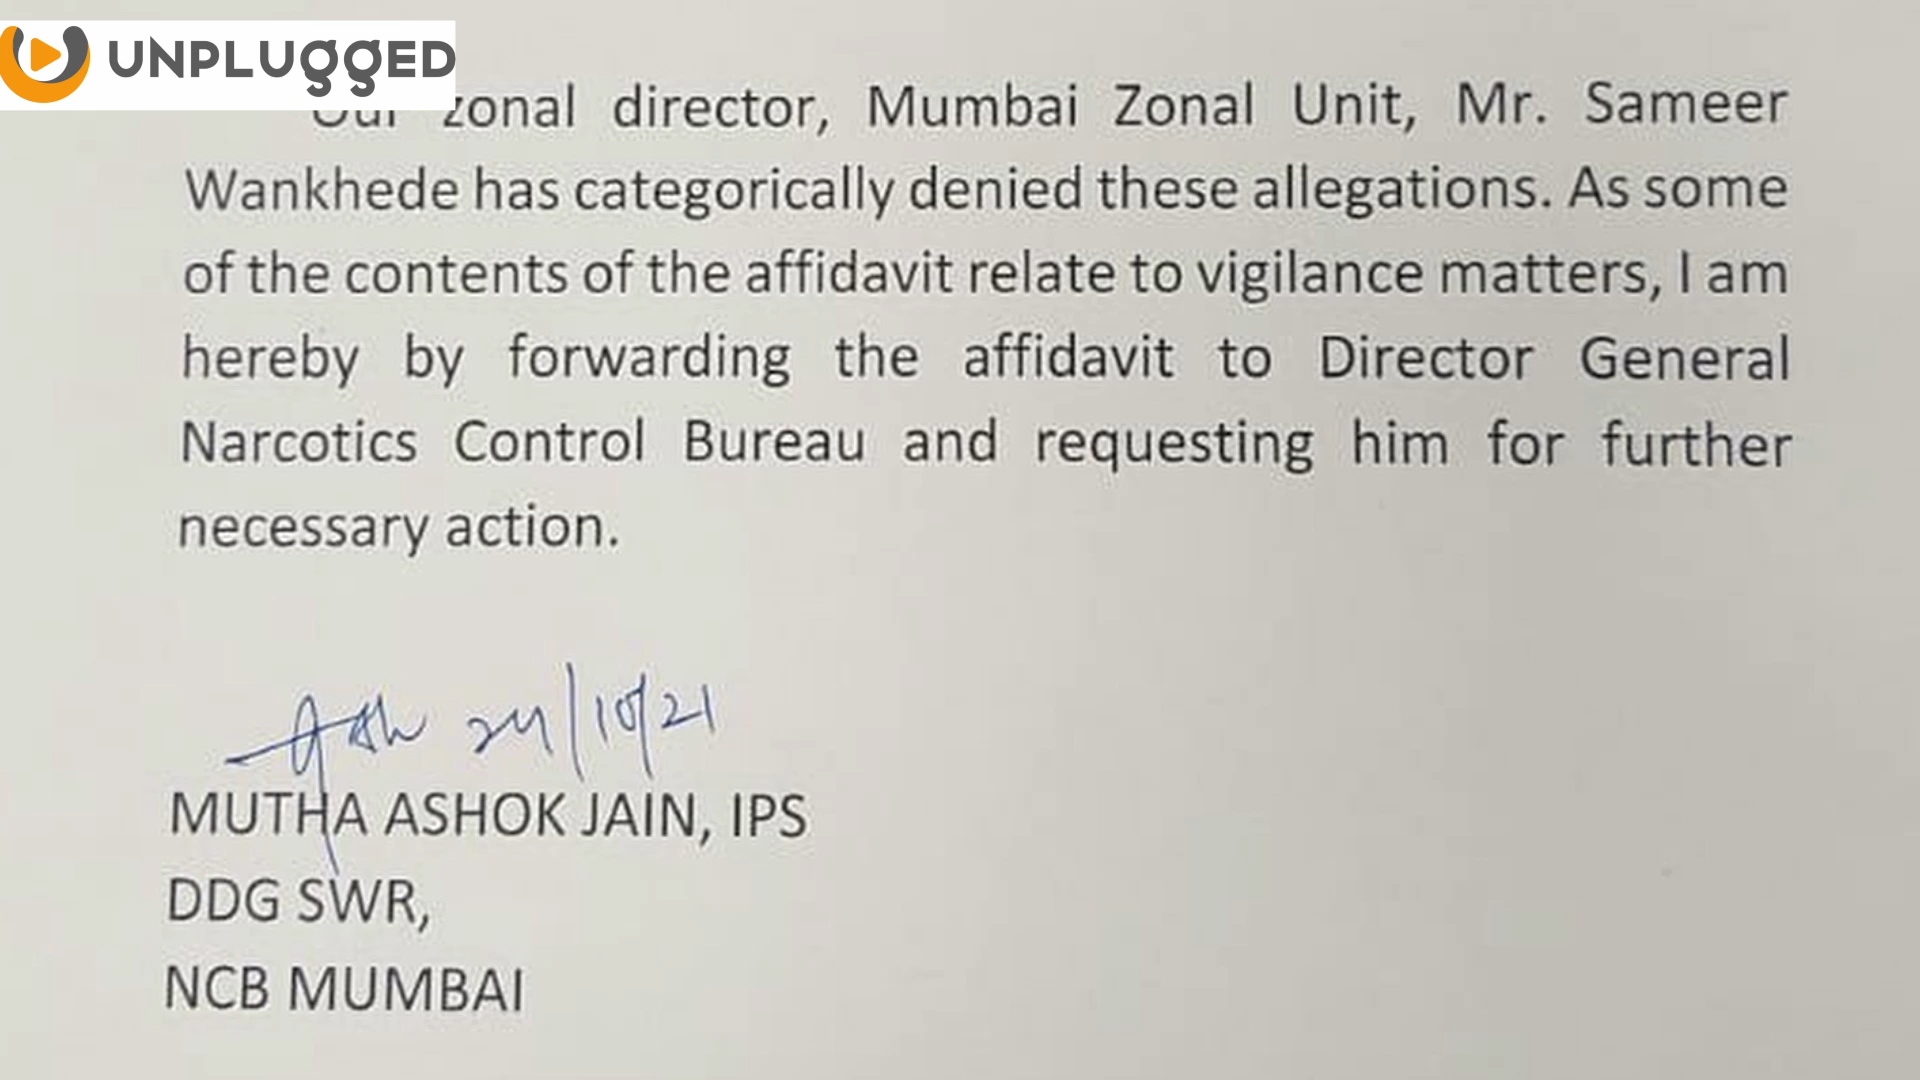 UNPLUGGED
Our zonal director, Mumbai Zonal Unit, Mr. Sameer
Wankhede has categorically denied these allegations. As some
of the contents of the affidavit relate to vigilance matters, I am
hereby by forwarding the affidavit to Director General
Narcotics Control Bureau and requesting him for further
necessary action.
24/10/21
MUTHA ASHOK JAIN, IPS
DDG SWR,
NCB MUMBAI